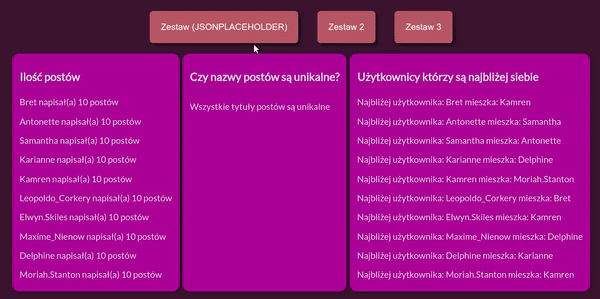 Zestaw (JSONPLACEHOLDER)
Zestaw 2
Zestaw 3
Ilość postów
Bret napisał(a) 10 postów
Antonette napisał(a) 10 postów
Samantha napisał(a) 10 postów
Karianne napisał(a) 10 postów
Kamren napisał(a) 10 postów
Leopoldo_Corkery napisał(a) 10 postów
Elwyn.Skiles napisał(a) 10 postów
Maxime_Nienow napisał(a) 10 postów
Delphine napisał(a) 10 postów
Moriah.Stanton napisał(a) 10 postów
Czy nazwy postów są unikalne?
Wszystkie tytuły postów są unikalne
Użytkownicy którzy są najbliżej siebie
Najbliżej użytkownika: Bret mieszka: Kamren
Najbliżej użytkownika: Antonette mieszka: Samantha
Najbliżej użytkownika: Samantha mieszka: Antonette
Najbliżej użytkownika: Karianne mieszka: Delphine
Najbliżej użytkownika: Kamren mieszka: Moriah.Stanton
Najbliżej użytkownika: Leopoldo_Corkery mieszka: Bret
Najbliżej użytkownika: Elwyn.Skiles mieszka: Kamren
Najbliżej użytkownika: Maxime_Nienow mieszka: Delphine
Najbliżej użytkownika: Delphine mieszka: Karianne
Najbliżej użytkownika: Moriah.Stanton mieszka: Kamren